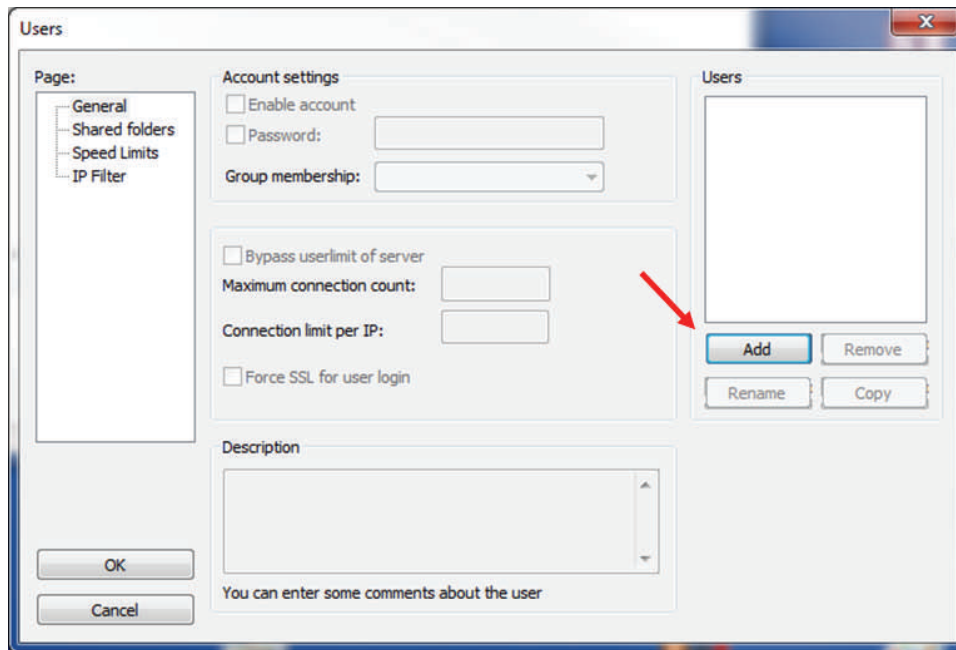 Users
Page:
General
Shared folders
Speed Limits
IP Filter
OK
Cancel
Account settings
Enable account
Password:
Group membership:
Bypass userlimit of server
Maximum connection count:
Connection limit per IP:
Force SSL for user login
Description
You can enter some comments about the user
Users
Add Remove
Rename Copy